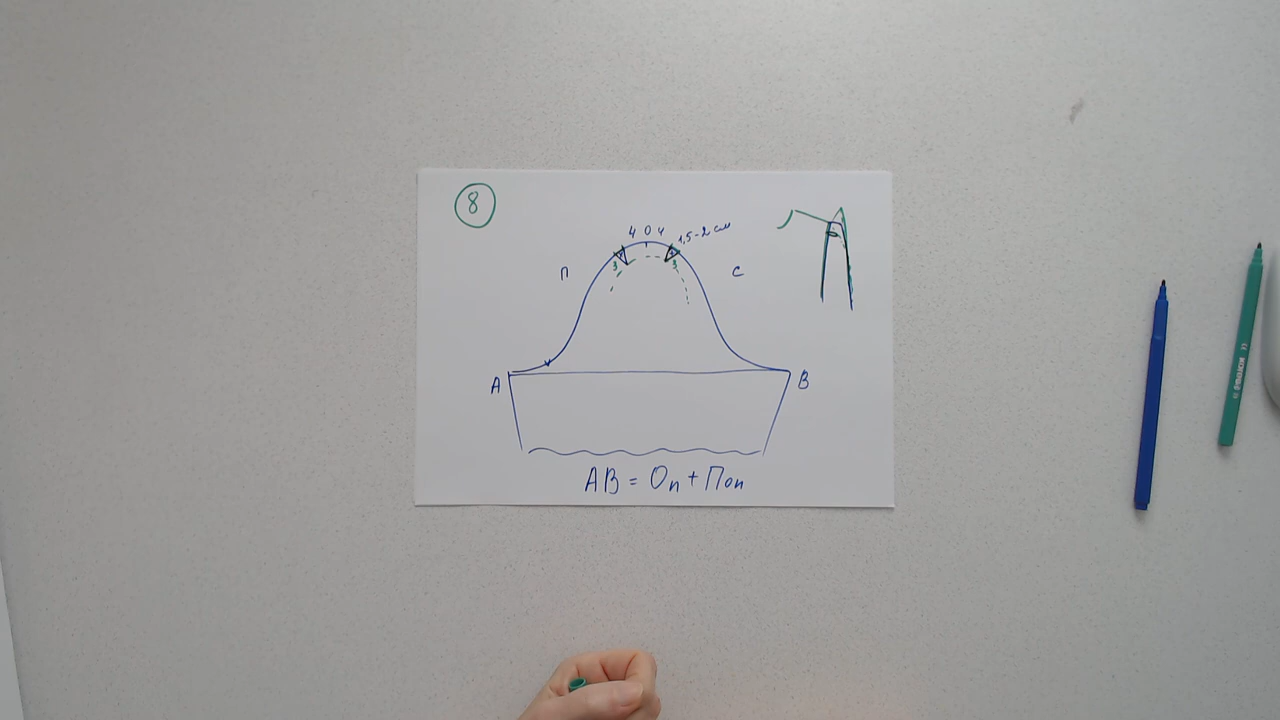 8
4 0 4
1,5-2 см
3 3
п с
А В
АВ = Оп + Поп